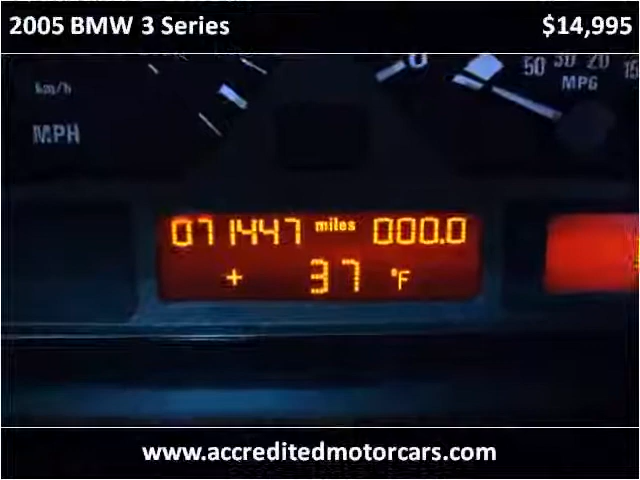 2005 BMW 3 Series $14,995
50 30 20 15
km/h MPG
MPH
071447 miles 000.0
+ 37 °F
www.accreditedmotorcars.com